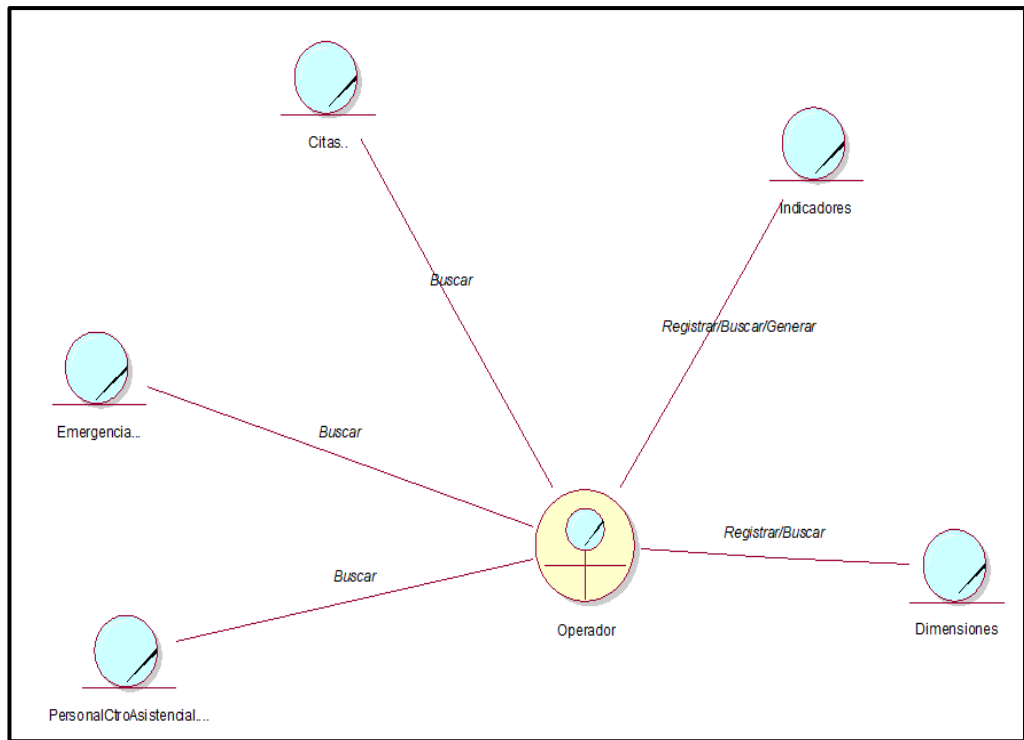 Citas..
Indicadores
Buscar
Registrar/Buscar/Generar
Emergencia...
Buscar
Registrar/Buscar
Buscar
Operador
Dimensiones
PersonalCtroAsistencial....